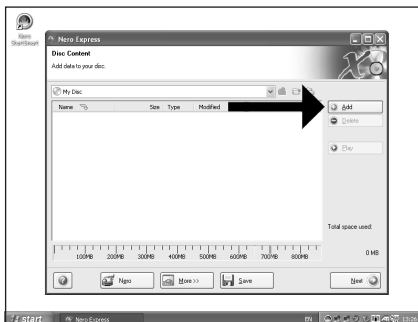 Nero
StartSmart
Nero Express
Disc Content
Add data to your disc.
My Disc
Name Size Type Modified
Add
Delete
Play
Total space used:
100MB 200MB 300MB 400MB 500MB 600MB 700MB 800MB
0 MB
Nero
More >>
Save
Next
start
Nero Express
EN
13:26